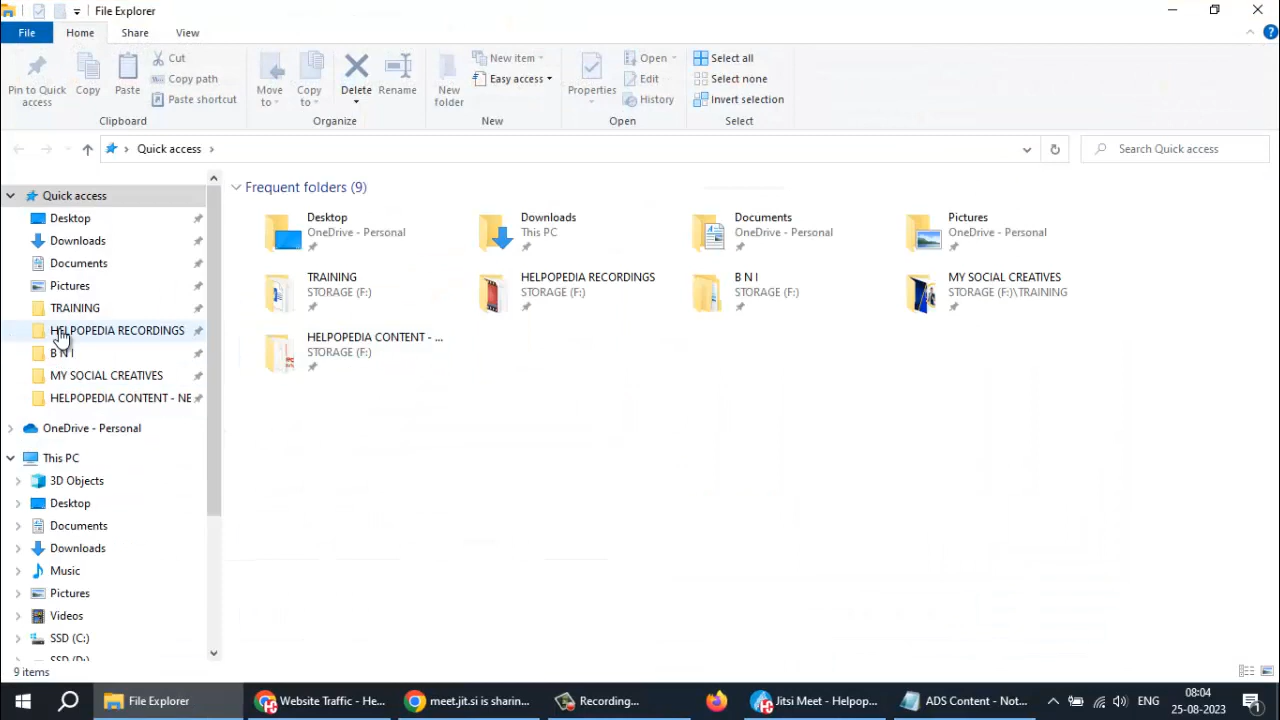 File Explorer
File Home Share View
Pin to Quick access
Copy
Paste
Cut
Copy path
Paste shortcut
Clipboard
Move to
Copy to
Delete
Rename
Organize
New folder
New item
Easy access
New
Properties
Open
Edit
History
Open
Select all
Select none
Invert selection
Select
Quick access
Search Quick access
Quick access
Desktop
Downloads
Documents
Pictures
TRAINING
HELPOPEDIA RECORDINGS
B N I
MY SOCIAL CREATIVES
HELPOPEDIA CONTENT - NE
OneDrive - Personal
This PC
3D Objects
Desktop
Documents
Downloads
Music
Pictures
Videos
SSD (C:)
SSD (D:)
Frequent folders (9)
Desktop
OneDrive - Personal
Downloads
This PC
Documents
OneDrive - Personal
Pictures
OneDrive - Personal
TRAINING
STORAGE (F:)
HELPOPEDIA RECORDINGS
STORAGE (F:)
B N I
STORAGE (F:)
MY SOCIAL CREATIVES
STORAGE (F:)\TRAINING
HELPOPEDIA CONTENT - ...
STORAGE (F:)
9 items
File Explorer
Website Traffic - He...
meet.jit.si is sharin...
Recording...
Jitsi Meet - Helpop...
ADS Content - Not...
ENG
08:04
25-08-2023
1